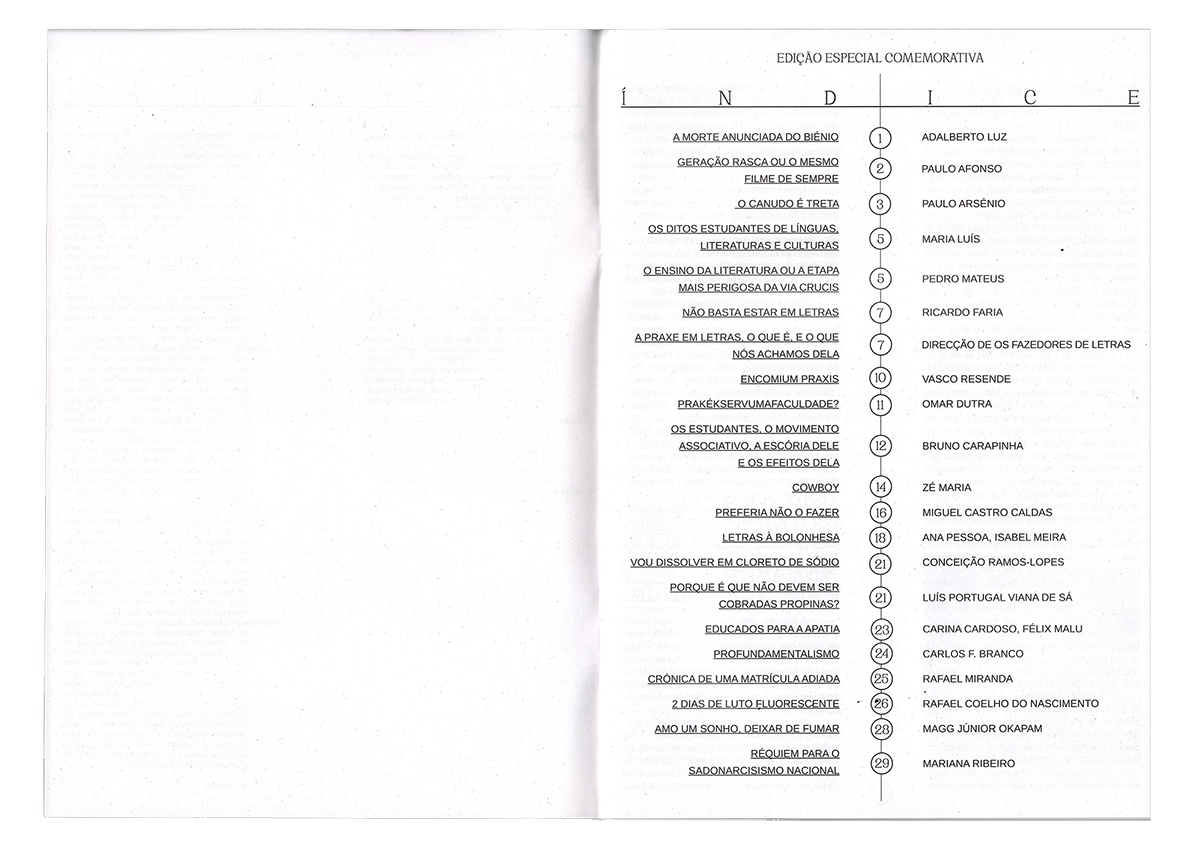 EDIÇÃO ESPECIAL COMEMORATIVA
Í N D I C E
A MORTE ANUNCIADA DO BIÉNIO 1 ADALBERTO LUZ
GERAÇÃO RASCA OU O MESMO
FILME DE SEMPRE 2 PAULO AFONSO
O CANUDO É TRETA 3 PAULO ARSÉNIO
OS DITOS ESTUDANTES DE LÍNGUAS,
LITERATURAS E CULTURAS 5 MARIA LUÍS
O ENSINO DA LITERATURA OU A ETAPA
MAIS PERIGOSA DA VIA CRUCIS 5 PEDRO MATEUS
NÃO BASTA ESTAR EM LETRAS 7 RICARDO FARIA
A PRAXE EM LETRAS, O QUE É, E O QUE
NÓS ACHAMOS DELA 7 DIRECÇÃO DE OS FAZEDORES DE LETRAS
ENCOMIUM PRAXIS 10 VASCO RESENDE
PRAKÉKSERVUMAFACULDADE? 11 OMAR DUTRA
OS ESTUDANTES, O MOVIMENTO
ASSOCIATIVO, A ESCÓRIA DELE
E OS EFEITOS DELA 12 BRUNO CARAPINHA
COWBOY 14 ZÉ MARIA
PREFERIA NÃO O FAZER 16 MIGUEL CASTRO CALDAS
LETRAS À BOLONHESA 18 ANA PESSOA, ISABEL MEIRA
VOU DISSOLVER EM CLORETO DE SÓDIO 21 CONCEIÇÃO RAMOS-LOPES
PORQUE É QUE NÃO DEVEM SER
COBRADAS PROPINAS? 21 LUÍS PORTUGAL VIANA DE SÁ
EDUCADOS PARA A APATIA 23 CARINA CARDOSO, FÉLIX MALU
PROFUNDAMENTALISMO 24 CARLOS F. BRANCO
CRÓNICA DE UMA MATRÍCULA ADIADA 25 RAFAEL MIRANDA
2 DIAS DE LUTO FLUORESCENTE 26 RAFAEL COELHO DO NASCIMENTO
AMO UM SONHO, DEIXAR DE FUMAR 28 MAGG JÚNIOR OKAPAM
RÉQUIEM PARA O
SADONARCISISMO NACIONAL 29 MARIANA RIBEIRO